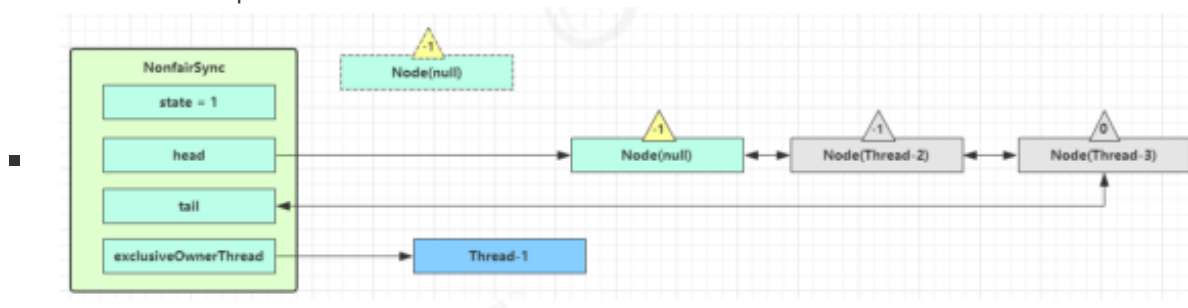 -1
NonfairSync
Node(null)
state = 1
-1
-1
0
head
Node(null)
Node(Thread-2)
Node(Thread-3)
tail
exclusiveOwnerThread
Thread-1